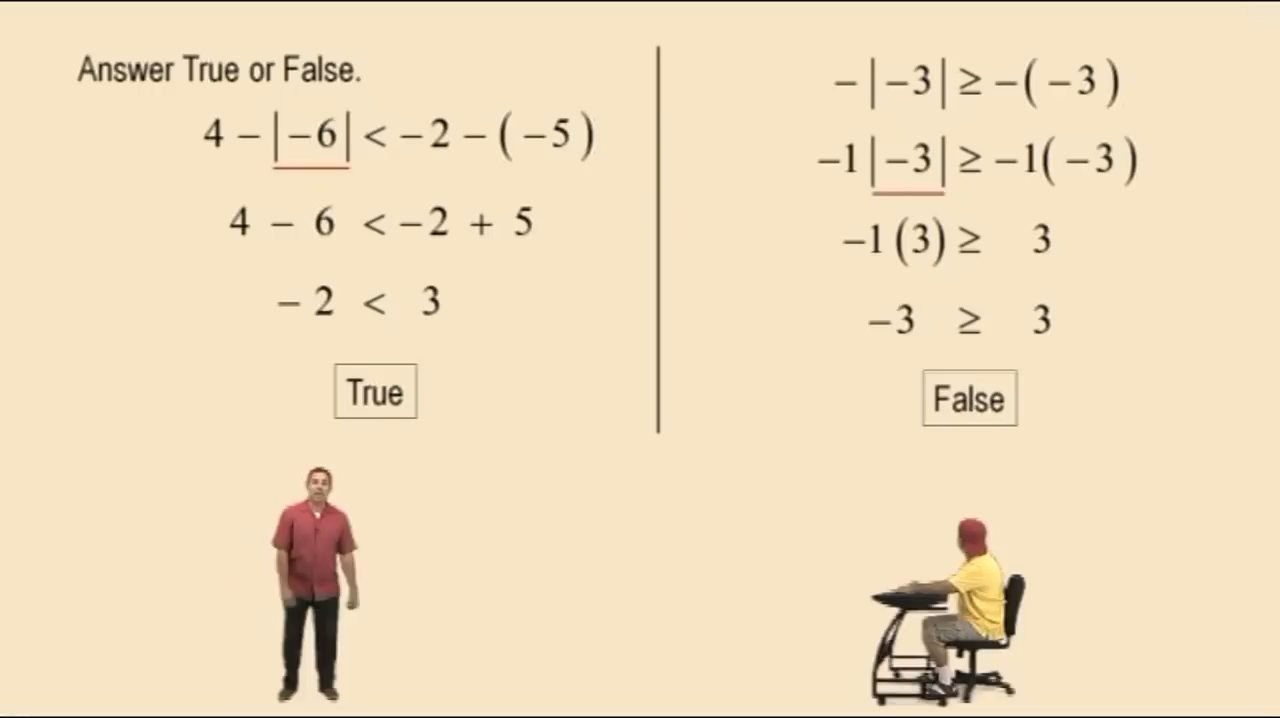 Answer True or False.
4 − |−6| < −2 − (−5)
4 − 6 < −2 + 5
−2 < 3
True
−|−3| ≥ −(−3)
−1|−3| ≥ −1(−3)
−1(3) ≥ 3
−3 ≥ 3
False